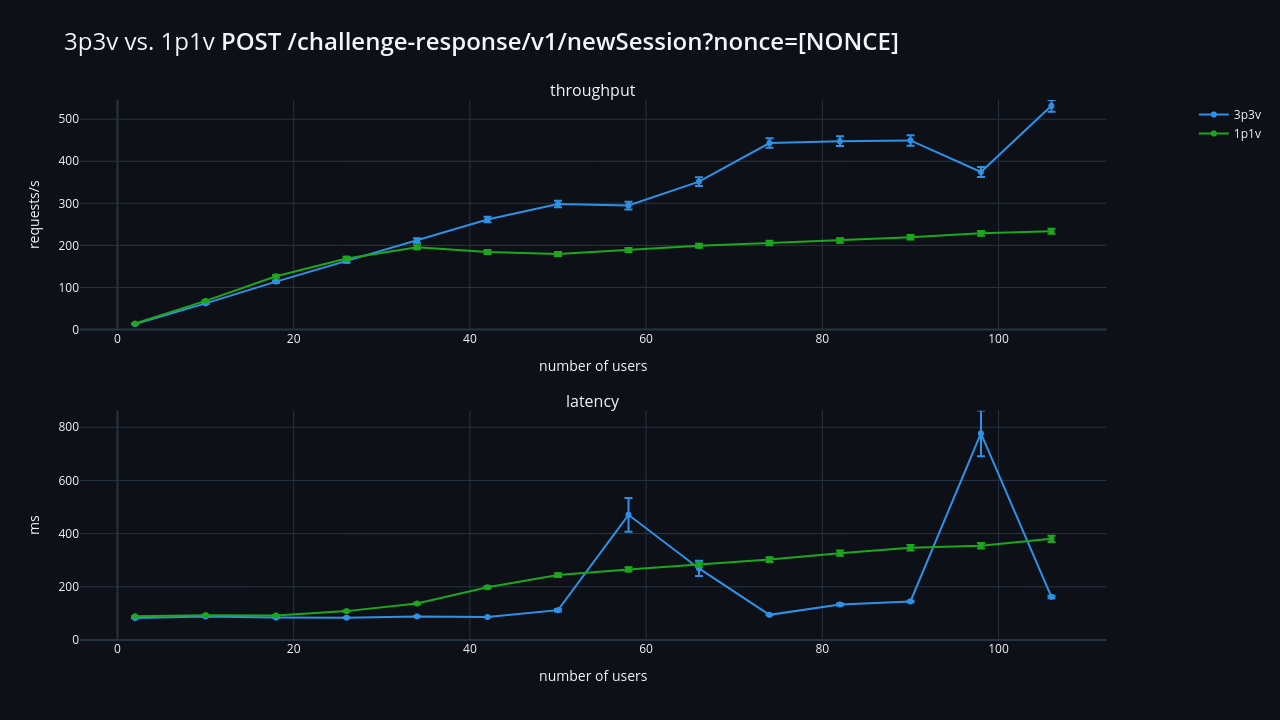 3p3v vs. 1p1v POST /challenge-response/v1/newSession?nonce=[NONCE]
throughput
3p3v
1p1v
requests/s
500
400
300
200
100
0
0 20 40 60 80 100
number of users
latency
ms
800
600
400
200
0
0 20 40 60 80 100
number of users